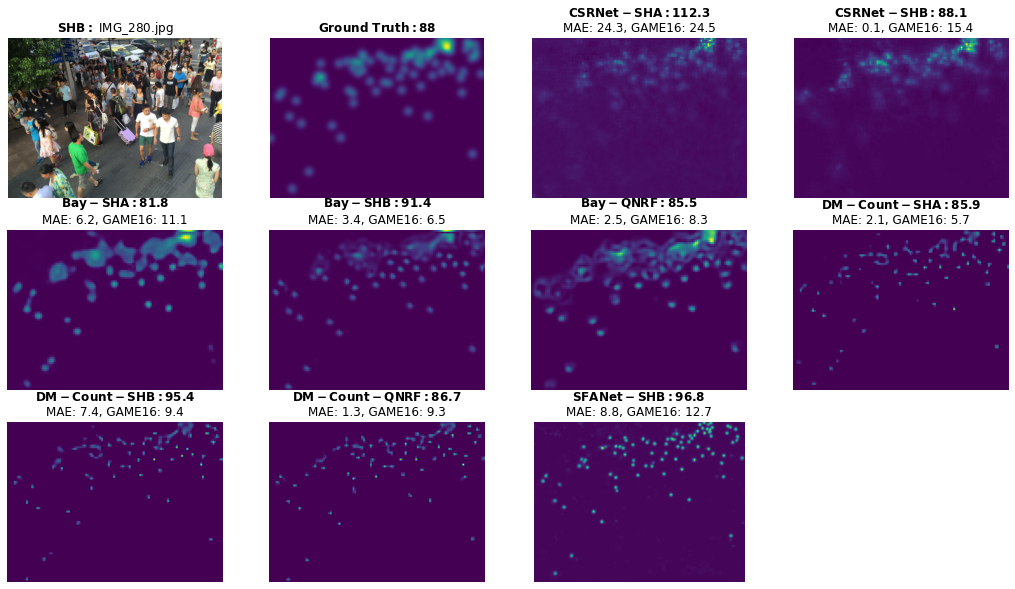 SHB: IMG_280.jpg
Ground Truth: 88
CSRNet – SHA: 112.3
MAE: 24.3, GAME16: 24.5
CSRNet – SHB: 88.1
MAE: 0.1, GAME16: 15.4
Bay – SHA: 81.8
MAE: 6.2, GAME16: 11.1
Bay – SHB: 91.4
MAE: 3.4, GAME16: 6.5
Bay – QNRF: 85.5
MAE: 2.5, GAME16: 8.3
DM – Count – SHA: 85.9
MAE: 2.1, GAME16: 5.7
DM – Count – SHB: 95.4
MAE: 7.4, GAME16: 9.4
DM – Count – QNRF: 86.7
MAE: 1.3, GAME16: 9.3
SFANet – SHB: 96.8
MAE: 8.8, GAME16: 12.7